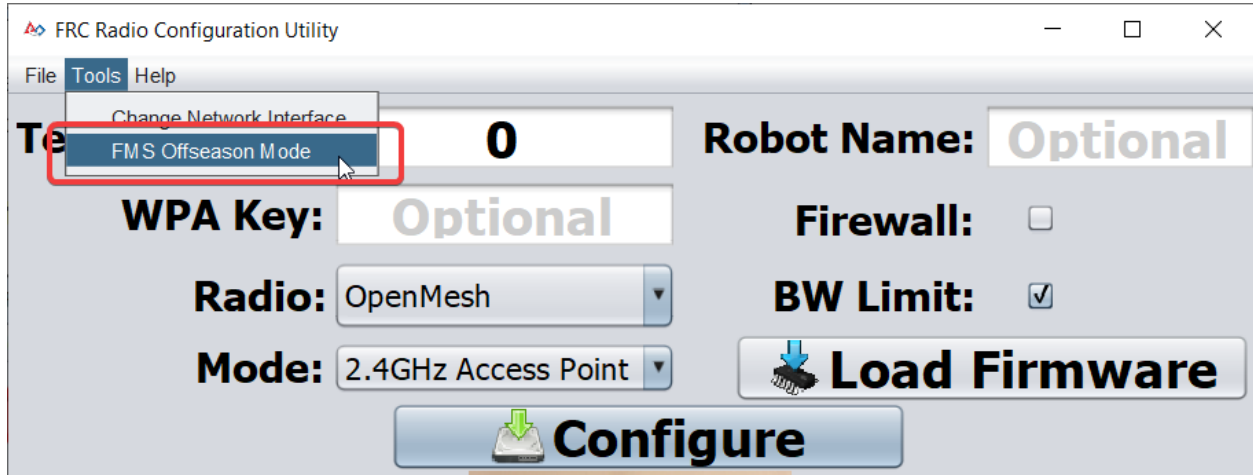 FRC Radio Configuration Utility
File Tools Help
Change Network Interface
FMS Offseason Mode
Te
0
Robot Name: Optional
WPA Key: Optional
Firewall:
Radio: OpenMesh
BW Limit:
Mode: 2.4GHz Access Point
Load Firmware
Configure